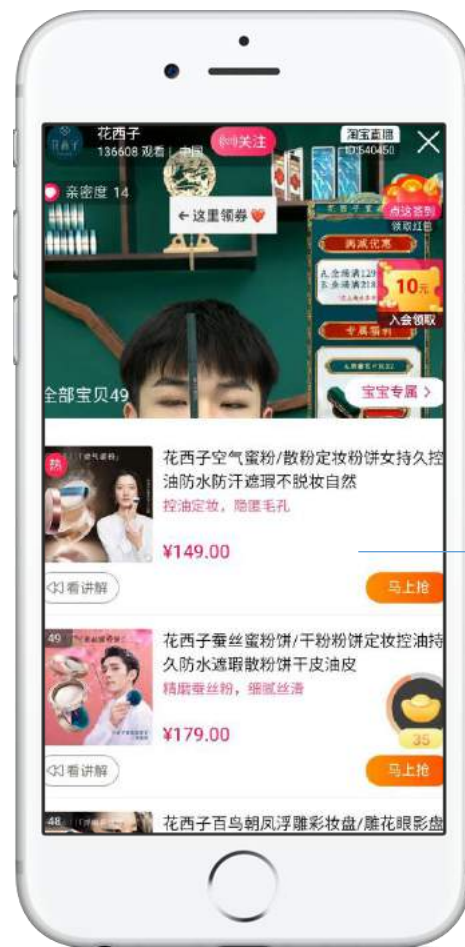 花西子
136608 观看 | 中国
关注
淘宝直播
ID:540450
亲密度 14
←这里领券
点这签到
领取红包
满减优惠
10元
入会领取
专属福利
全部宝贝49
宝宝专属 >
热
花西子空气蜜粉/散粉定妆粉饼女持久控
油防水防汗遮瑕不脱妆自然
控油定妆,隐匿毛孔
¥149.00
看讲解
马上抢
49
花西子蚕丝蜜粉饼/干粉粉饼定妆控油持
久防水遮瑕散粉饼干皮油皮
精磨蚕丝粉,细腻丝滑
¥179.00
35
看讲解
马上抢
48
花西子百鸟朝凤浮雕彩妆盘/雕花眼影盘